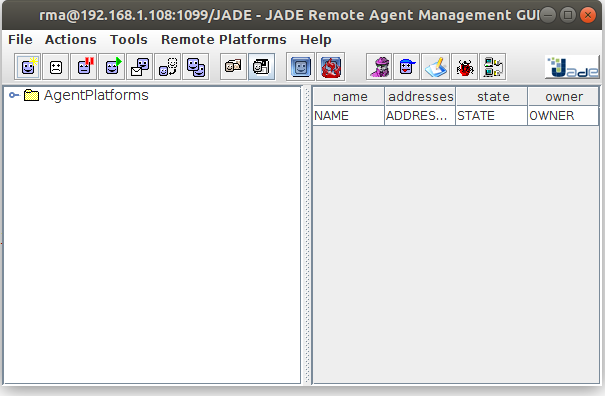 rma@192.168.1.108:1099/JADE - JADE Remote Agent Management GUI
File Actions Tools Remote Platforms Help
Jade
AgentPlatforms
name addresses state owner
NAME ADDRES... STATE OWNER